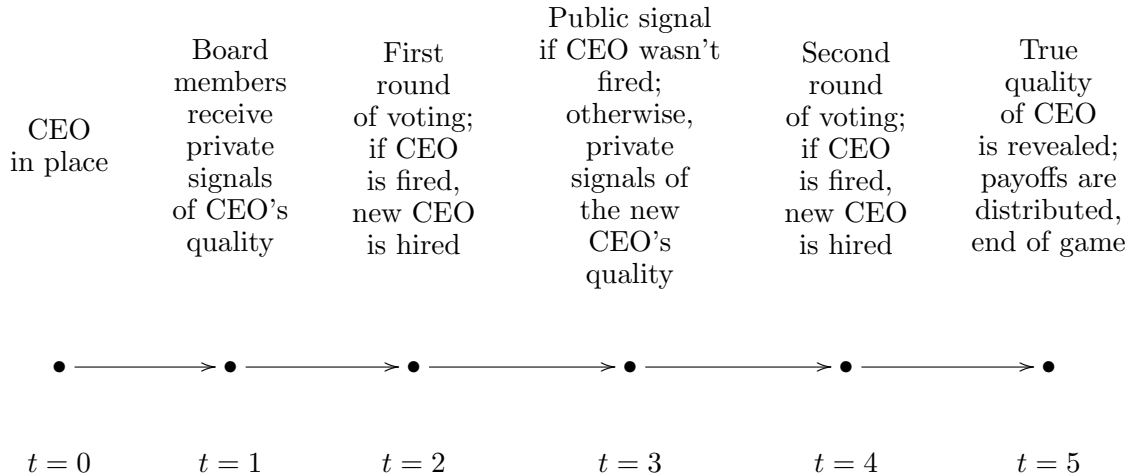 CEO
in place
Board
members
receive
private
signals
of CEO's
quality
First
round
of voting;
if CEO
is fired,
new CEO
is hired
Public signal
if CEO wasn't
fired;
otherwise,
private
signals of
the new
CEO's
quality
Second
round
of voting;
if CEO
is fired,
new CEO
is hired
True
quality
of CEO
is revealed;
payoffs are
distributed,
end of game
t = 0
t = 1
t = 2
t = 3
t = 4
t = 5